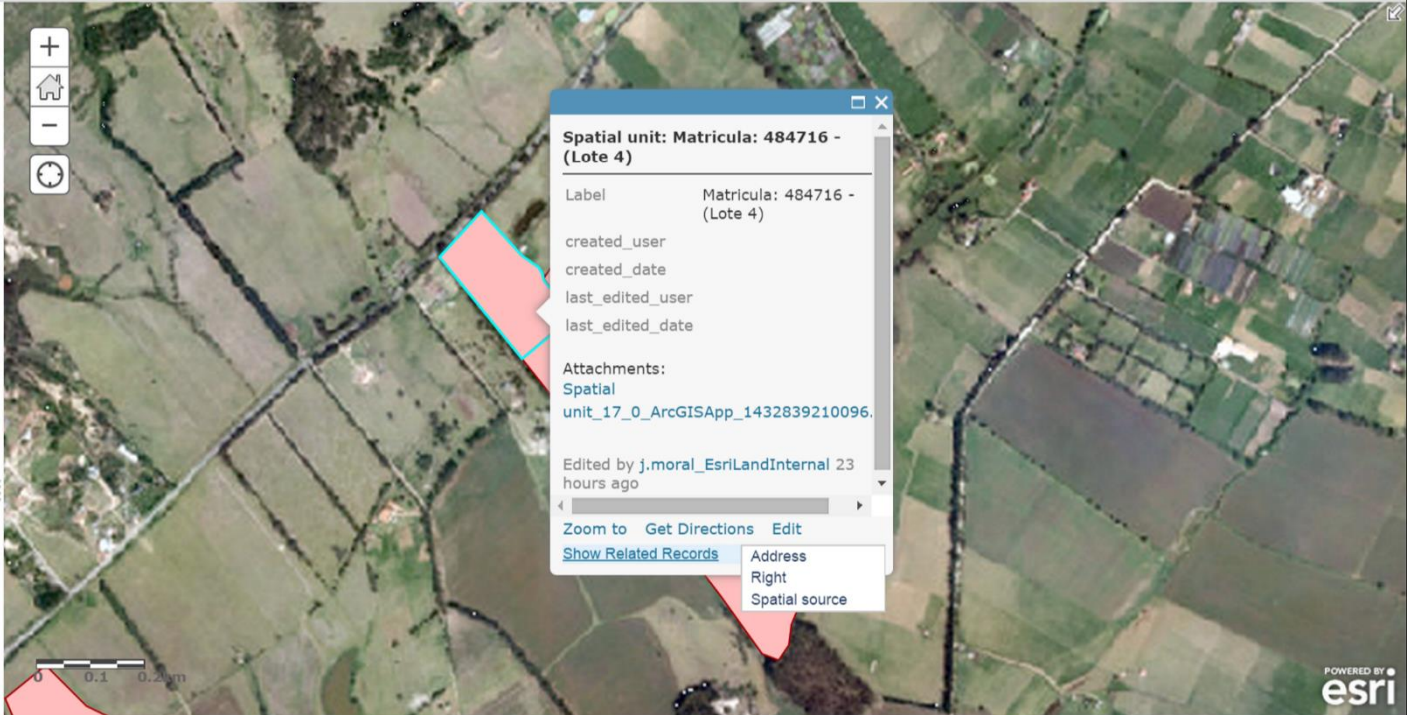 +
−
Spatial unit: Matricula: 484716 -
(Lote 4)
Label Matricula: 484716 -
(Lote 4)
created_user
created_date
last_edited_user
last_edited_date
Attachments:
Spatial
unit_17_0_ArcGISApp_1432839210096.
Edited by j.moral_EsriLandInternal 23
hours ago
Zoom to Get Directions Edit
Show Related Records
Address
Right
Spatial source
0 0.1 0.2
POWERED BY
esri